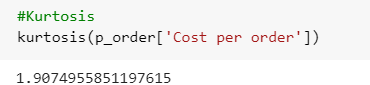 #Kurtosis
kurtosis(p_order['Cost per order'])
1.9074955851197615